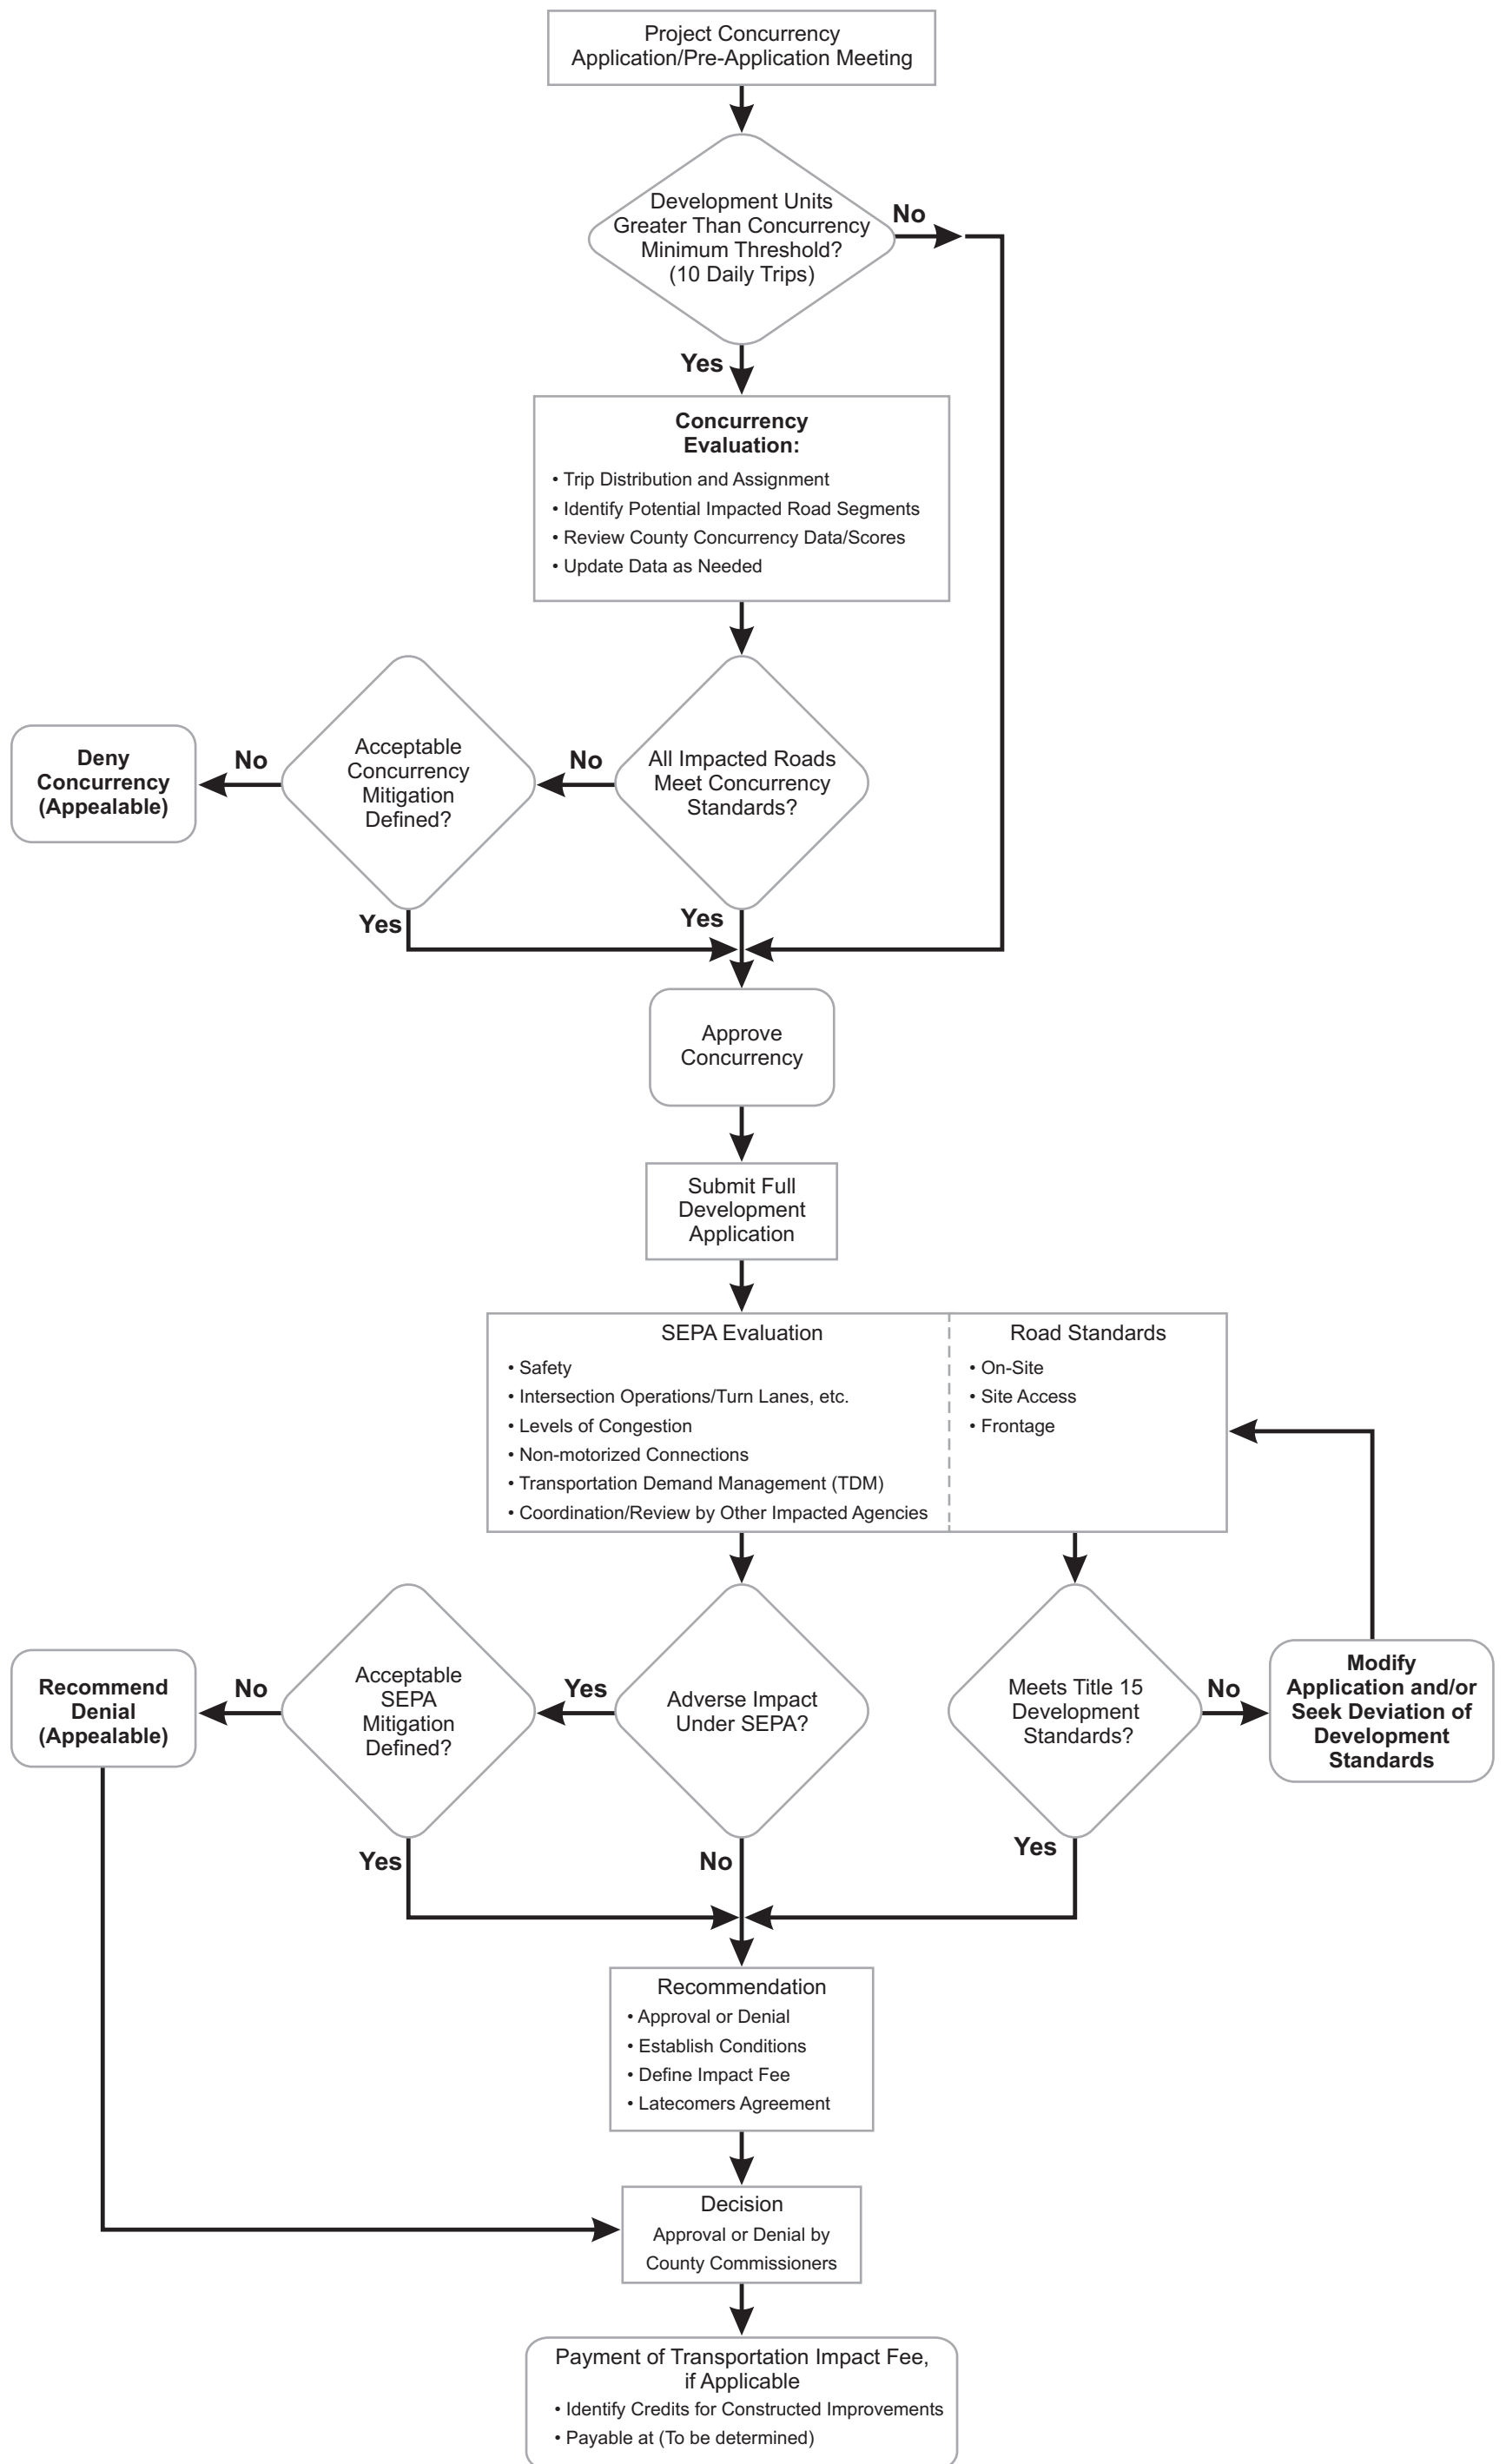 Project Concurrency
Application/Pre-Application Meeting
Development Units
Greater Than Concurrency
Minimum Threshold?
(10 Daily Trips)
No
Yes
Concurrency
Evaluation:
• Trip Distribution and Assignment
• Identify Potential Impacted Road Segments
• Review County Concurrency Data/Scores
• Update Data as Needed
Deny
Concurrency
(Appealable)
No
Acceptable
Concurrency
Mitigation
Defined?
No
All Impacted Roads
Meet Concurrency
Standards?
Yes
Yes
Approve
Concurrency
Submit Full
Development
Application
SEPA Evaluation
• Safety
• Intersection Operations/Turn Lanes, etc.
• Levels of Congestion
• Non-motorized Connections
• Transportation Demand Management (TDM)
• Coordination/Review by Other Impacted Agencies
Road Standards
• On-Site
• Site Access
• Frontage
Recommend
Denial
(Appealable)
No
Acceptable
SEPA
Mitigation
Defined?
Yes
Adverse Impact
Under SEPA?
Meets Title 15
Development
Standards?
No
Modify
Application and/or
Seek Deviation of
Development
Standards
Yes
No
Yes
Recommendation
• Approval or Denial
• Establish Conditions
• Define Impact Fee
• Latecomers Agreement
Decision
Approval or Denial by
County Commissioners
Payment of Transportation Impact Fee,
if Applicable
• Identify Credits for Constructed Improvements
• Payable at (To be determined)